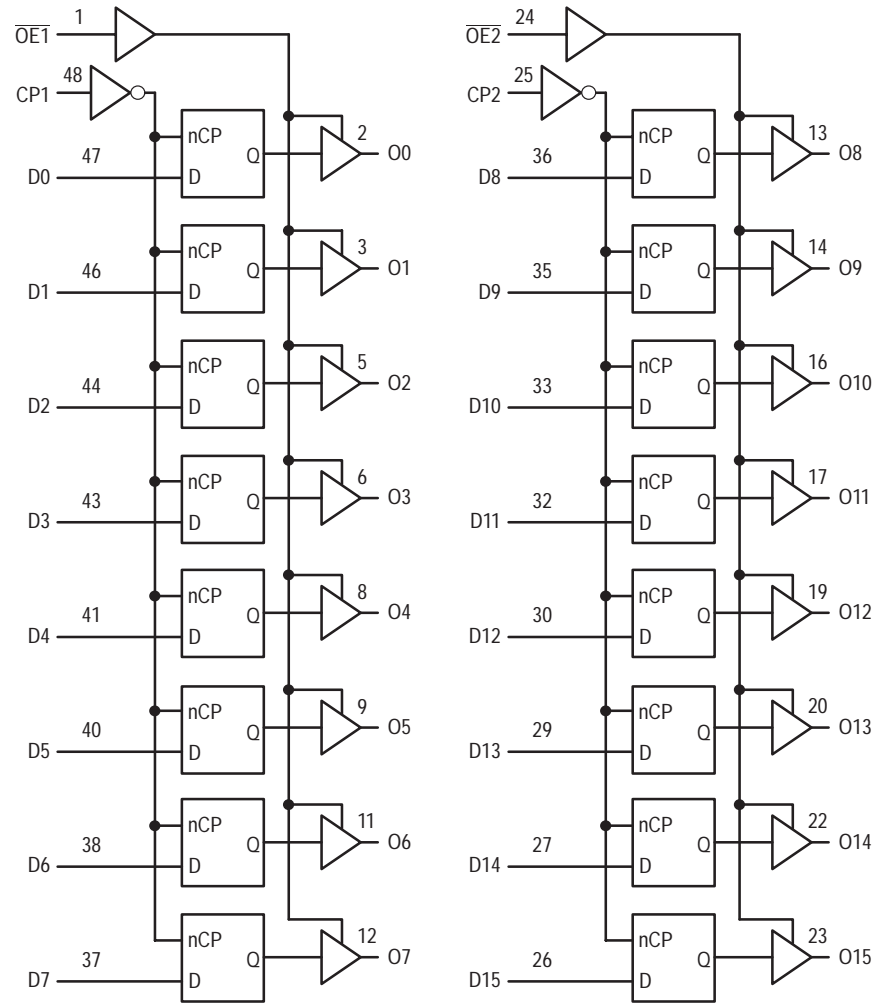 OE1 1
CP1 48
nCP Q 2 O0
D0 47 D
nCP Q 3 O1
D1 46 D
nCP Q 5 O2
D2 44 D
nCP Q 6 O3
D3 43 D
nCP Q 8 O4
D4 41 D
nCP Q 9 O5
D5 40 D
nCP Q 11 O6
D6 38 D
nCP Q 12 O7
D7 37 D
OE2 24
CP2 25
nCP Q 13 O8
D8 36 D
nCP Q 14 O9
D9 35 D
nCP Q 16 O10
D10 33 D
nCP Q 17 O11
D11 32 D
nCP Q 19 O12
D12 30 D
nCP Q 20 O13
D13 29 D
nCP Q 22 O14
D14 27 D
nCP Q 23 O15
D15 26 D